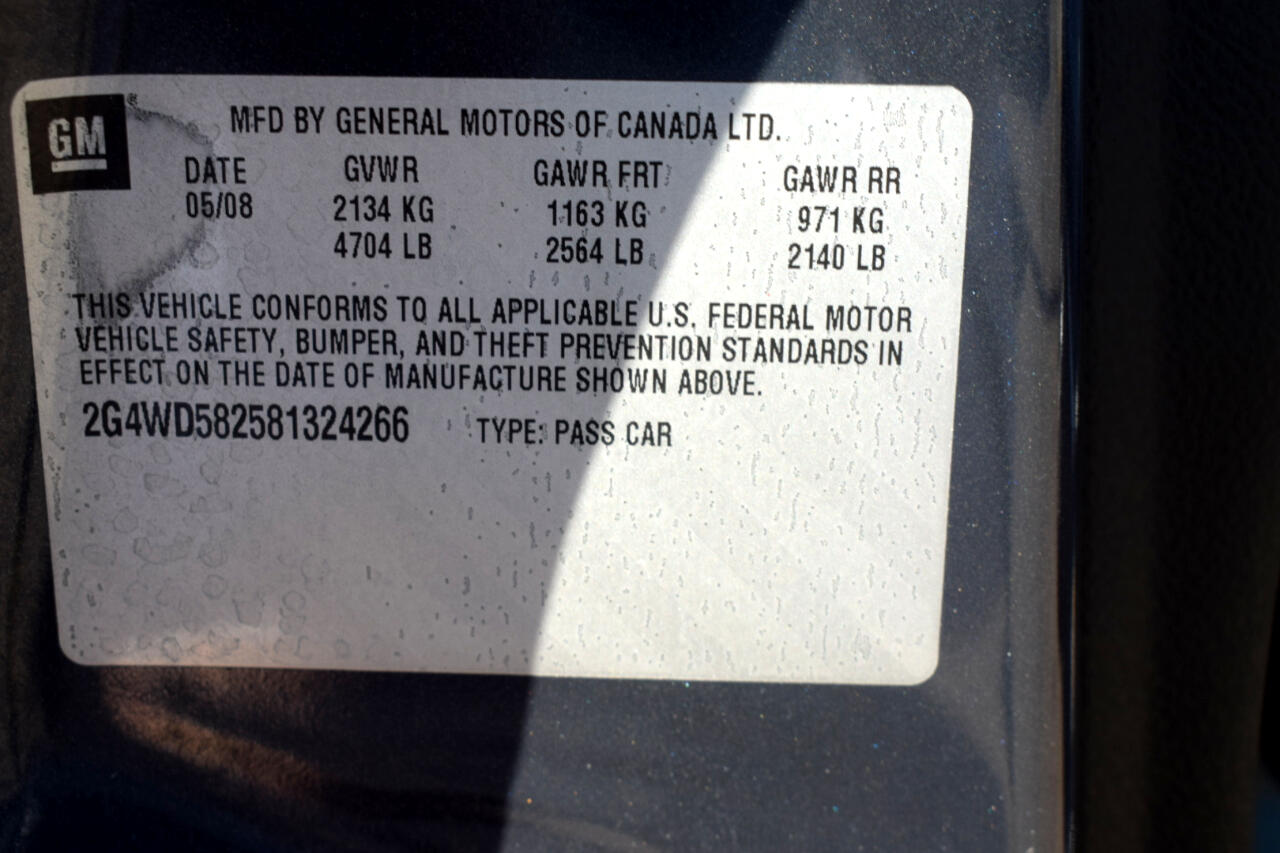 GM
MFD BY GENERAL MOTORS OF CANADA LTD.
DATE GVWR GAWR FRT GAWR RR
05/08 2134 KG 1163 KG 971 KG
4704 LB 2564 LB 2140 LB
THIS VEHICLE CONFORMS TO ALL APPLICABLE U.S. FEDERAL MOTOR
VEHICLE SAFETY, BUMPER, AND THEFT PREVENTION STANDARDS IN
EFFECT ON THE DATE OF MANUFACTURE SHOWN ABOVE.
2G4WD582581324266 TYPE: PASS CAR